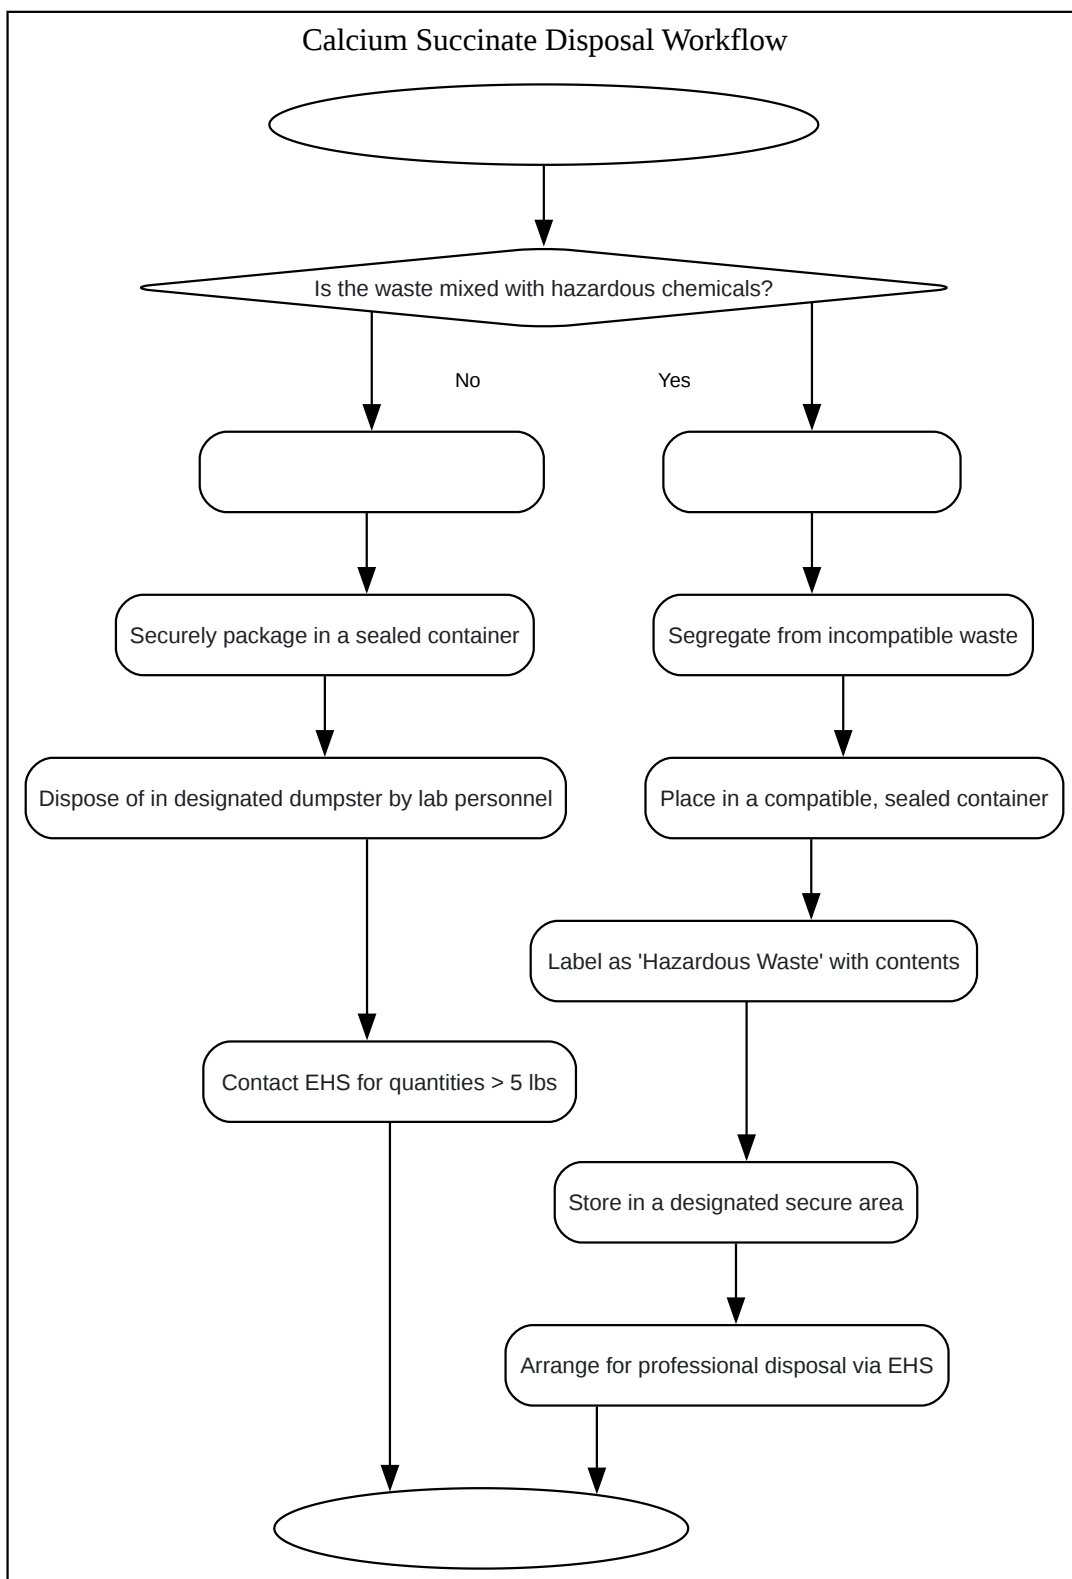 Calcium Succinate Disposal Workflow
Is the waste mixed with hazardous chemicals?
No
Yes
Securely package in a sealed container
Segregate from incompatible waste
Dispose of in designated dumpster by lab personnel
Place in a compatible, sealed container
Label as 'Hazardous Waste' with contents
Contact EHS for quantities > 5 lbs
Store in a designated secure area
Arrange for professional disposal via EHS